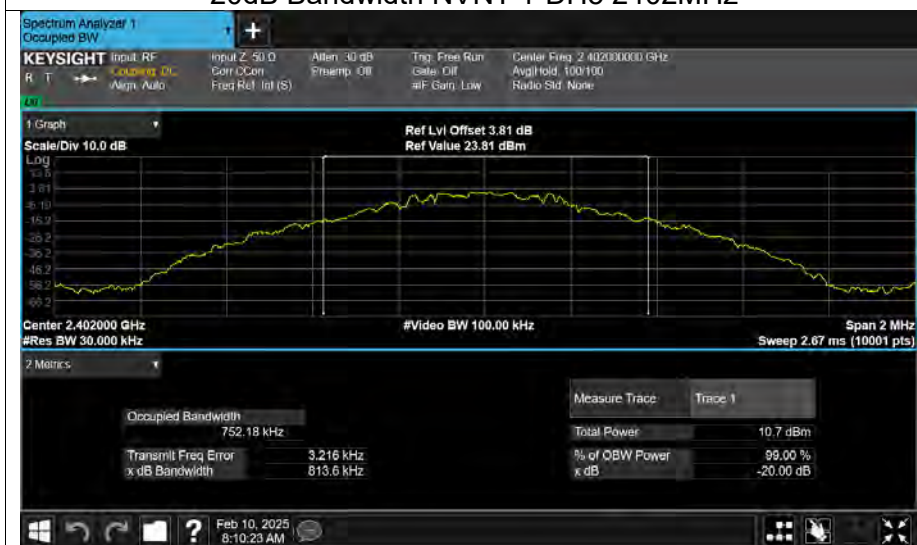 20dB Bandwidth NVNT 1-DH5 2402MHz
Spectrum Analyzer 1
Occupied BW
KEYSIGHT Input: RF Input Z: 50 Ω Atten: 30 dB Trig: Free Run Center Freq: 2.402000000 GHz
R T Coupling: DC Corr CCorr Preamp: Off Gate: Off Avg|Hold: 100/100
Align: Auto Freq Ref: Int (S) #IF Gain: Low Radio Std: None
1 Graph
Ref Lvl Offset 3.81 dB
Scale/Div 10.0 dB Ref Value 23.81 dBm
Log
13.8
3.81
-6.19
-16.2
-26.2
-36.2
-46.2
-56.2
-66.2
Center 2.402000 GHz #Video BW 100.00 kHz Span 2 MHz
#Res BW 30.000 kHz Sweep 2.67 ms (10001 pts)
2 Metrics
Measure Trace Trace 1
Occupied Bandwidth
752.18 kHz Total Power 10.7 dBm
Transmit Freq Error 3.216 kHz % of OBW Power 99.00 %
x dB Bandwidth 813.6 kHz x dB -20.00 dB
? Feb 10, 2025
8:10:23 AM